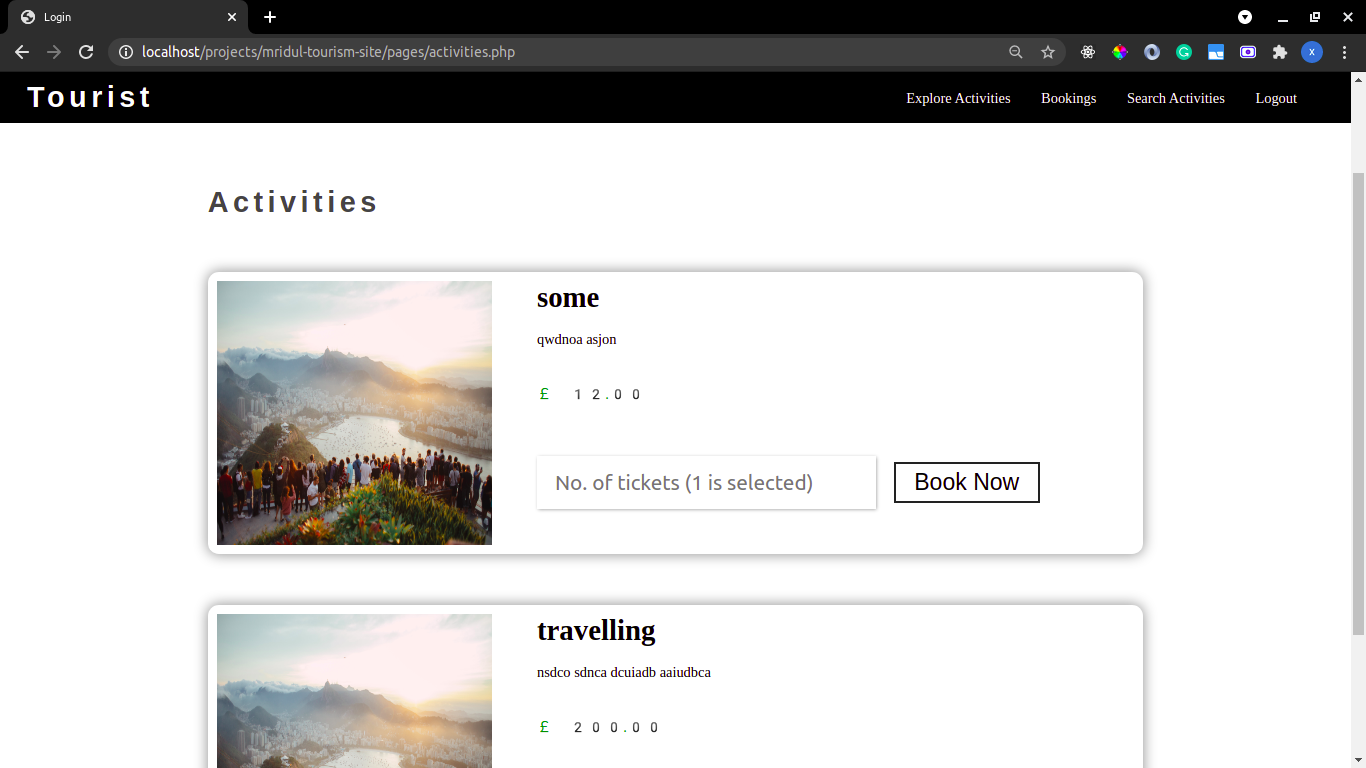 Login
localhost/projects/mridul-tourism-site/pages/activities.php
X
Tourist
Explore Activities Bookings Search Activities Logout
Activities
some
qwdnoa asjon
£ 12.00
No. of tickets (1 is selected) Book Now
travelling
nsdco sdnca dcuiadb aaiudbca
£ 200.00